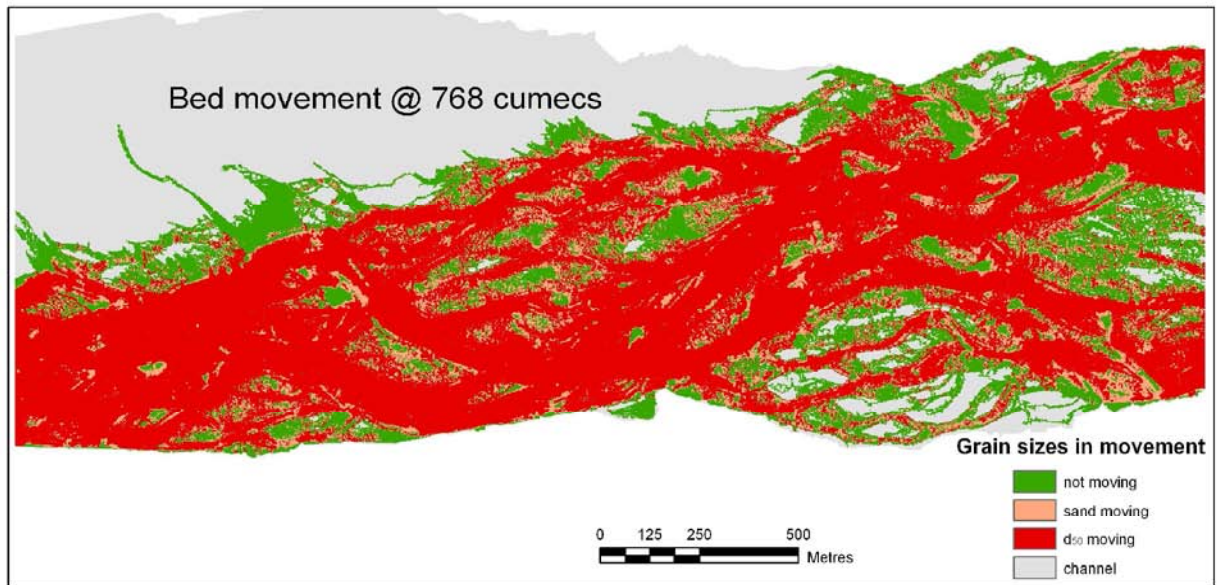 Bed movement @ 768 cumecs
Grain sizes in movement
not moving
sand moving
d50 moving
channel
0 125 250 500
Metres